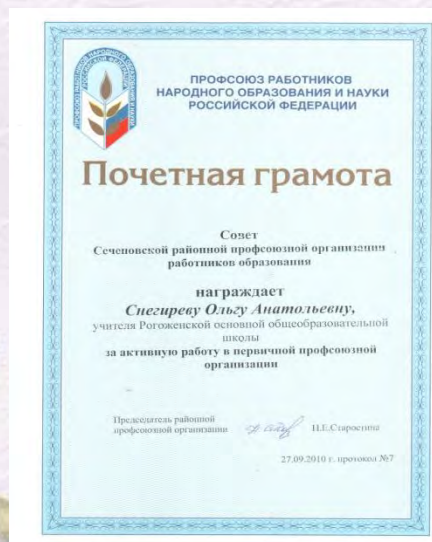 ПРОФСОЮЗ РАБОТНИКОВ
НАРОДНОГО ОБРАЗОВАНИЯ И НАУКИ
РОССИЙСКОЙ ФЕДЕРАЦИИ
Почетная грамота
Совет
Сеченовской районной профсоюзной организации
работников образования
награждает
Снегиреву Ольгу Анатольевну,
учителя Рогоженской основной общеобразовательной
школы
за активную работу в первичной профсоюзной
организации
Председатель районной
профсоюзной организации Н.Е.Старостина
27.09.2010 г. протокол №7